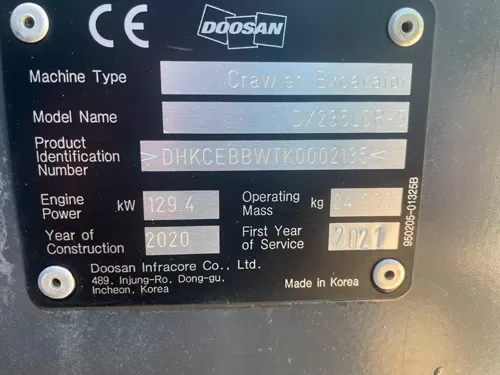 CE DOOSAN
Machine Type Crawler Excavator
Model Name DX235LCR-5
Product
Identification >DHKCEBBWTK0002135<
Number
Engine
Power kW 129.4 Operating
Mass kg
Year of
Construction 2020 First Year
of Service 2021
Doosan Infracore Co., Ltd.
489, Injung-Ro, Dong-gu,
Incheon, Korea
Made in Korea
950205-01325B